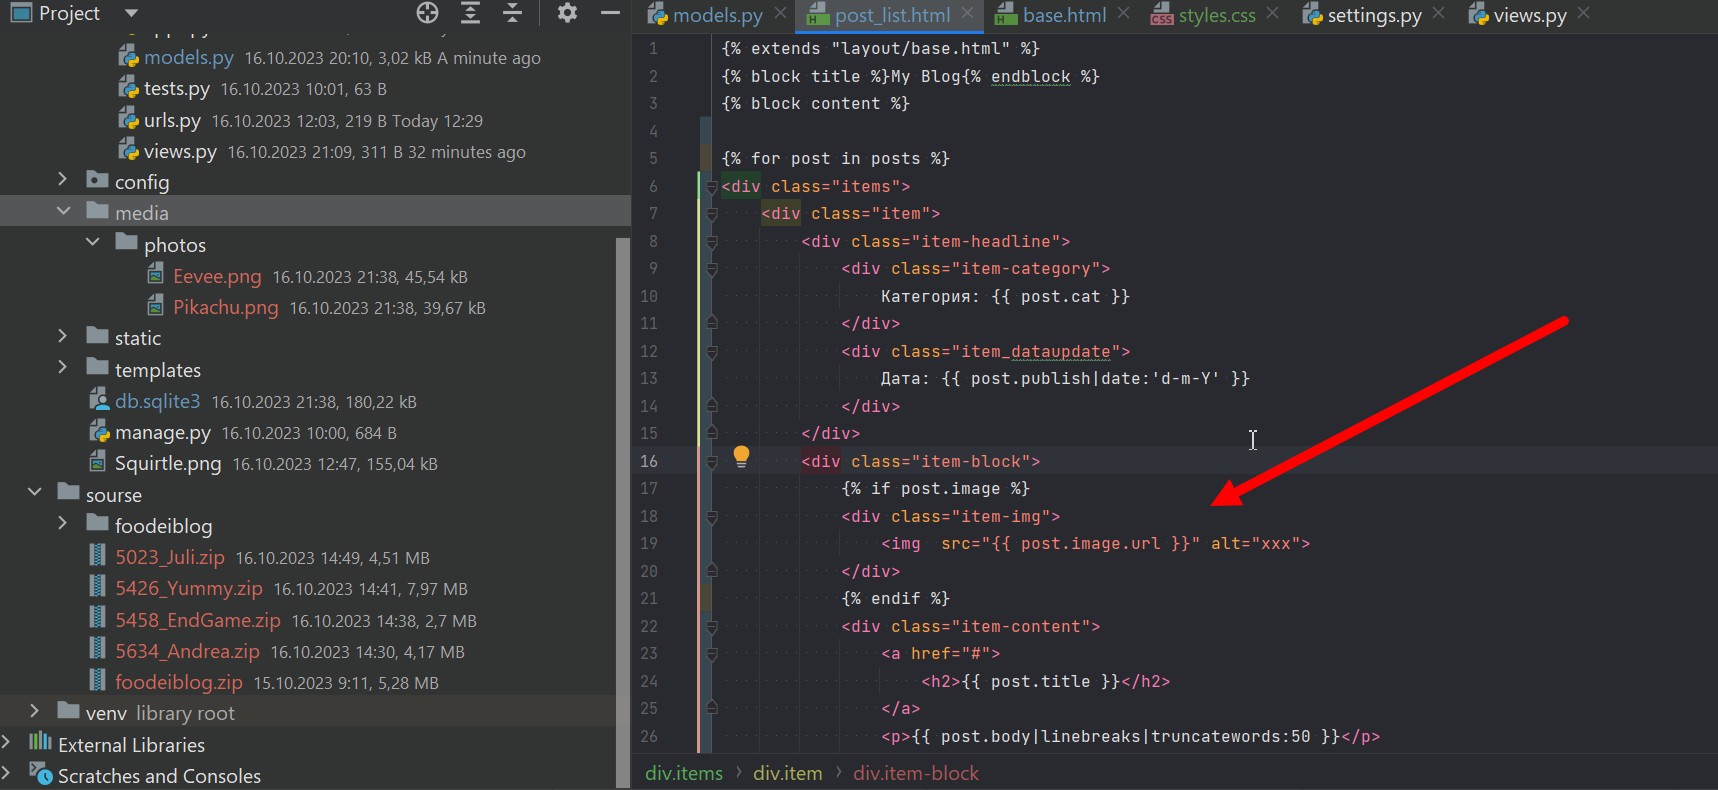 Project
models.py 16.10.2023 20:10, 3,02 kB A minute ago
tests.py 16.10.2023 10:01, 63 B
urls.py 16.10.2023 12:03, 219 B Today 12:29
views.py 16.10.2023 21:09, 311 B 32 minutes ago
config
media
photos
Eevee.png 16.10.2023 21:38, 45,54 kB
Pikachu.png 16.10.2023 21:38, 39,67 kB
static
templates
db.sqlite3 16.10.2023 21:38, 180,22 kB
manage.py 16.10.2023 10:00, 684 B
Squirtle.png 16.10.2023 12:47, 155,04 kB
sourse
foodeiblog
5023_Juli.zip 16.10.2023 14:49, 4,51 MB
5426_Yummy.zip 16.10.2023 14:41, 7,97 MB
5458_EndGame.zip 16.10.2023 14:38, 2,7 MB
5634_Andrea.zip 16.10.2023 14:30, 4,17 MB
foodeiblog.zip 15.10.2023 9:11, 5,28 MB
venv library root
External Libraries
Scratches and Consoles
models.py post_list.html base.html styles.css settings.py views.py
1 {% extends "layout/base.html" %}
2 {% block title %}My Blog{% endblock %}
3 {% block content %}
4
5 {% for post in posts %}
6 <div class="items">
7 <div class="item">
8 <div class="item-headline">
9 <div class="item-category">
10 Категория: {{ post.cat }}
11 </div>
12 <div class="item_dataupdate">
13 Дата: {{ post.publish|date:'d-m-Y' }}
14 </div>
15 </div>
16 <div class="item-block">
17 {% if post.image %}
18 <div class="item-img">
19 <img  src="{{ post.image.url }}" alt="xxx">
20 </div>
21 {% endif %}
22 <div class="item-content">
23 <a href="#">
24 <h2>{{ post.title }}</h2>
25 </a>
26 <p>{{ post.body|linebreaks|truncatewords:50 }}</p>
div.items › div.item › div.item-block